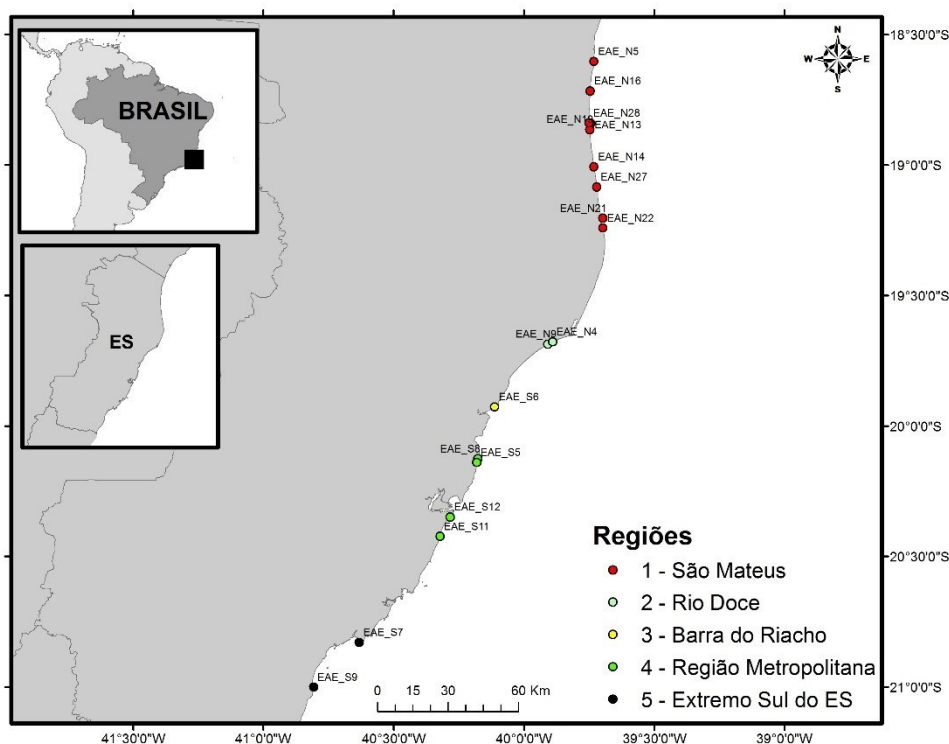 BRASIL
ES
N
W E
S
18°30'0"S
19°0'0"S
19°30'0"S
20°0'0"S
20°30'0"S
21°0'0"S
EAE_N5
EAE_N16
EAE_N28
EAE_N19
EAE_N13
EAE_N14
EAE_N27
EAE_N21
EAE_N22
EAE_N9
EAE_N4
EAE_S6
EAE_S8
EAE_S5
EAE_S12
EAE_S11
EAE_S7
EAE_S9
Regiões
1 - São Mateus
2 - Rio Doce
3 - Barra do Riacho
4 - Região Metropolitana
5 - Extremo Sul do ES
0 15 30 60 Km
41°30'0"W 41°0'0"W 40°30'0"W 40°0'0"W 39°30'0"W 39°0'0"W